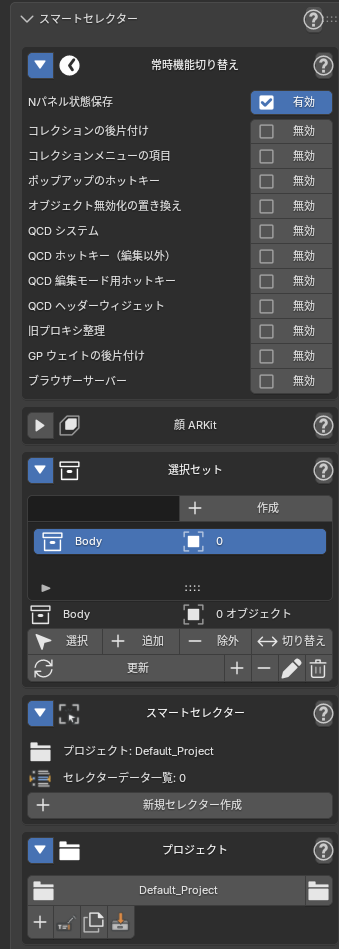 スマートセレクター
常時機能切り替え
Nパネル状態保存 有効
コレクションの後片付け 無効
コレクションメニューの項目 無効
ポップアップのホットキー 無効
オブジェクト無効化の置き換え 無効
QCD システム 無効
QCD ホットキー（編集以外） 無効
QCD 編集モード用ホットキー 無効
QCD ヘッダーウィジェット 無効
旧プロキシ整理 無効
GP ウェイトの後片付け 無効
ブラウザーサーバー 無効
顔 ARKit
選択セット
作成
Body 0
Body 0 オブジェクト
選択 追加 除外 切り替え
更新
スマートセレクター
プロジェクト: Default_Project
セレクターデータ一覧: 0
新規セレクター作成
プロジェクト
Default_Project